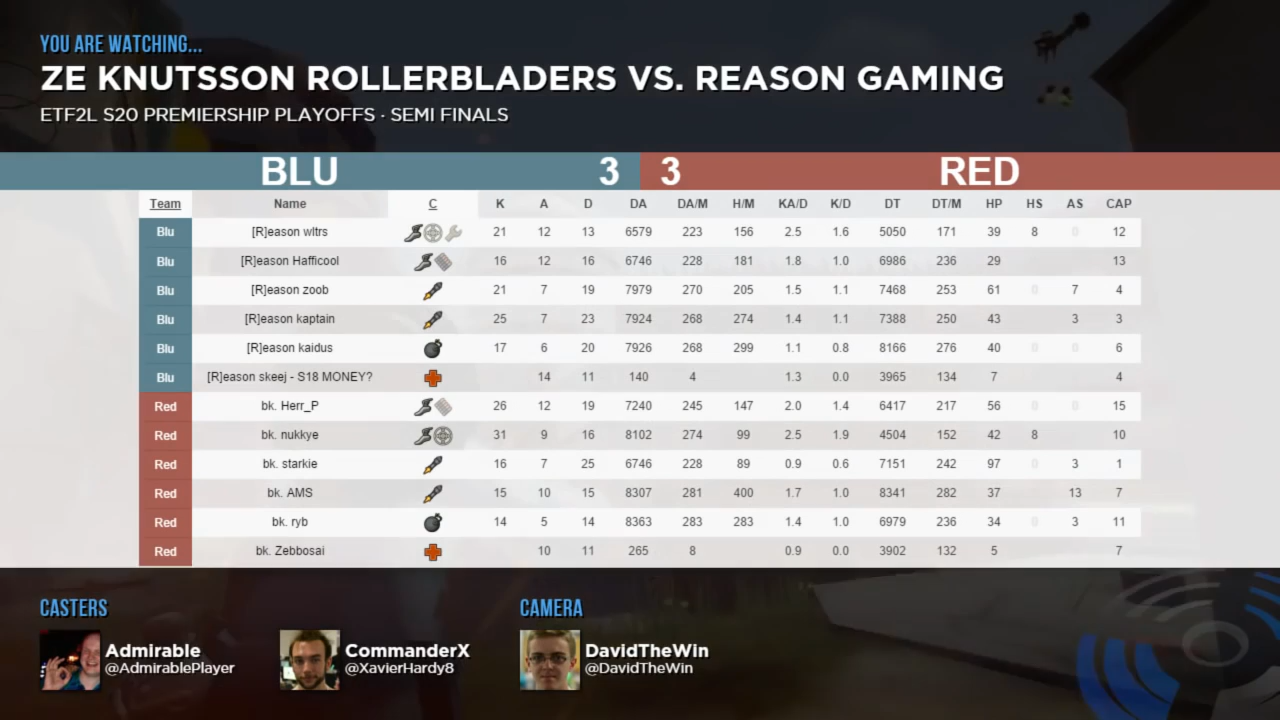 YOU ARE WATCHING...
ZE KNUTSSON ROLLERBLADERS VS. REASON GAMING
ETF2L S20 PREMIERSHIP PLAYOFFS · SEMI FINALS
BLU 3 3 RED
Team Name C K A D DA DA/M H/M KA/D K/D DT DT/M HP HS AS CAP
Blu [R]eason wltrs 21 12 13 6579 223 156 2.5 1.6 5050 171 39 8 0 12
Blu [R]eason Hafficool 16 12 16 6746 228 181 1.8 1.0 6986 236 29 13
Blu [R]eason zoob 21 7 19 7979 270 205 1.5 1.1 7468 253 61 0 7 4
Blu [R]eason kaptain 25 7 23 7924 268 274 1.4 1.1 7388 250 43 3 3
Blu [R]eason kaidus 17 6 20 7926 268 299 1.1 0.8 8166 276 40 0 0 6
Blu [R]eason skeej - S18 MONEY? 14 11 140 4 1.3 0.0 3965 134 7 4
Red bk. Herr_P 26 12 19 7240 245 147 2.0 1.4 6417 217 56 0 0 15
Red bk. nukkye 31 9 16 8102 274 99 2.5 1.9 4504 152 42 8 10
Red bk. starkie 16 7 25 6746 228 89 0.9 0.6 7151 242 97 0 3 1
Red bk. AMS 15 10 15 8307 281 400 1.7 1.0 8341 282 37 13 7
Red bk. ryb 14 5 14 8363 283 283 1.4 1.0 6979 236 34 0 3 11
Red bk. Zebbosai 10 11 265 8 0.9 0.0 3902 132 5 7
CASTERS CAMERA
Admirable CommanderX DavidTheWin
@AdmirablePlayer @XavierHardy8 @DavidTheWin